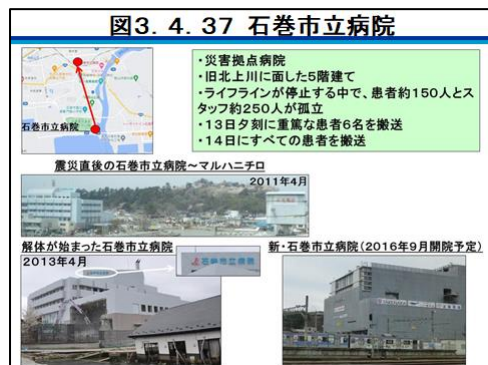 図3．4．37 石巻市立病院
・災害拠点病院
・旧北上川に面した5階建て
・ライフラインが停止する中で、患者約150人とス
タッフ約250人が孤立
・13日夕刻に重篤な患者6名を搬送
・14日にすべての患者を搬送
石巻市立病院
震災直後の石巻市立病院～マルハニチロ
2011年4月
解体が始まった石巻市立病院
2013年4月
石巻市立病院
新・石巻市立病院（2016年9月開院予定）